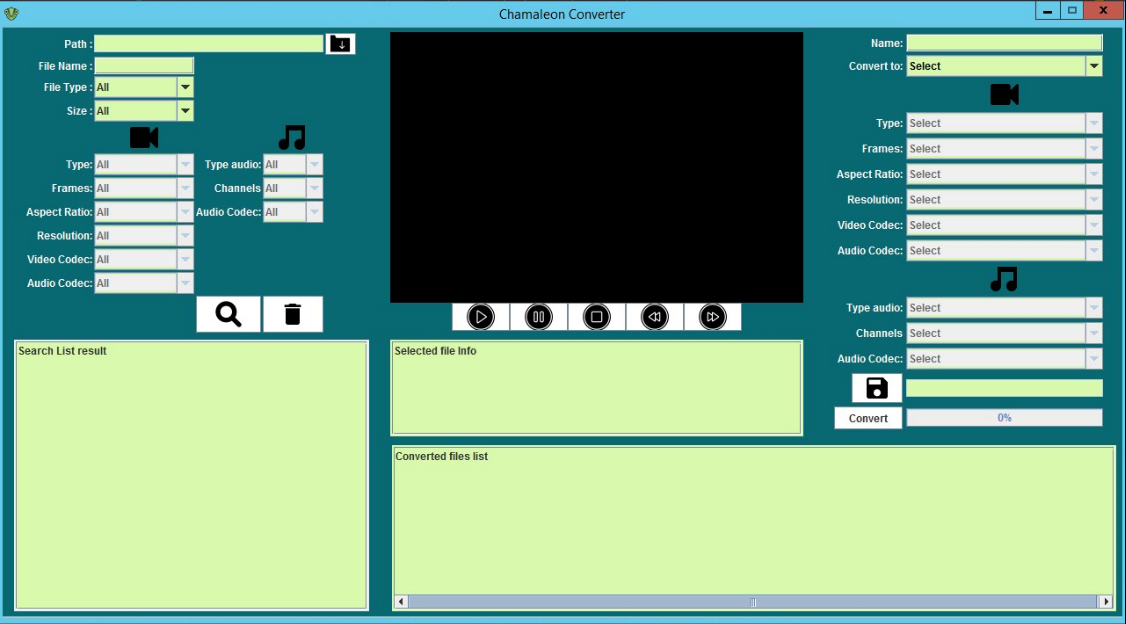 Chamaleon Converter
Path :
File Name :
File Type : All
Size : All
Type: All
Frames: All
Aspect Ratio: All
Resolution: All
Video Codec: All
Audio Codec: All
Type audio: All
Channels All
Audio Codec: All
Search List result
Selected file Info
Converted files list
Name:
Convert to: Select
Type: Select
Frames: Select
Aspect Ratio: Select
Resolution: Select
Video Codec: Select
Audio Codec: Select
Type audio: Select
Channels Select
Audio Codec: Select
Convert 0%